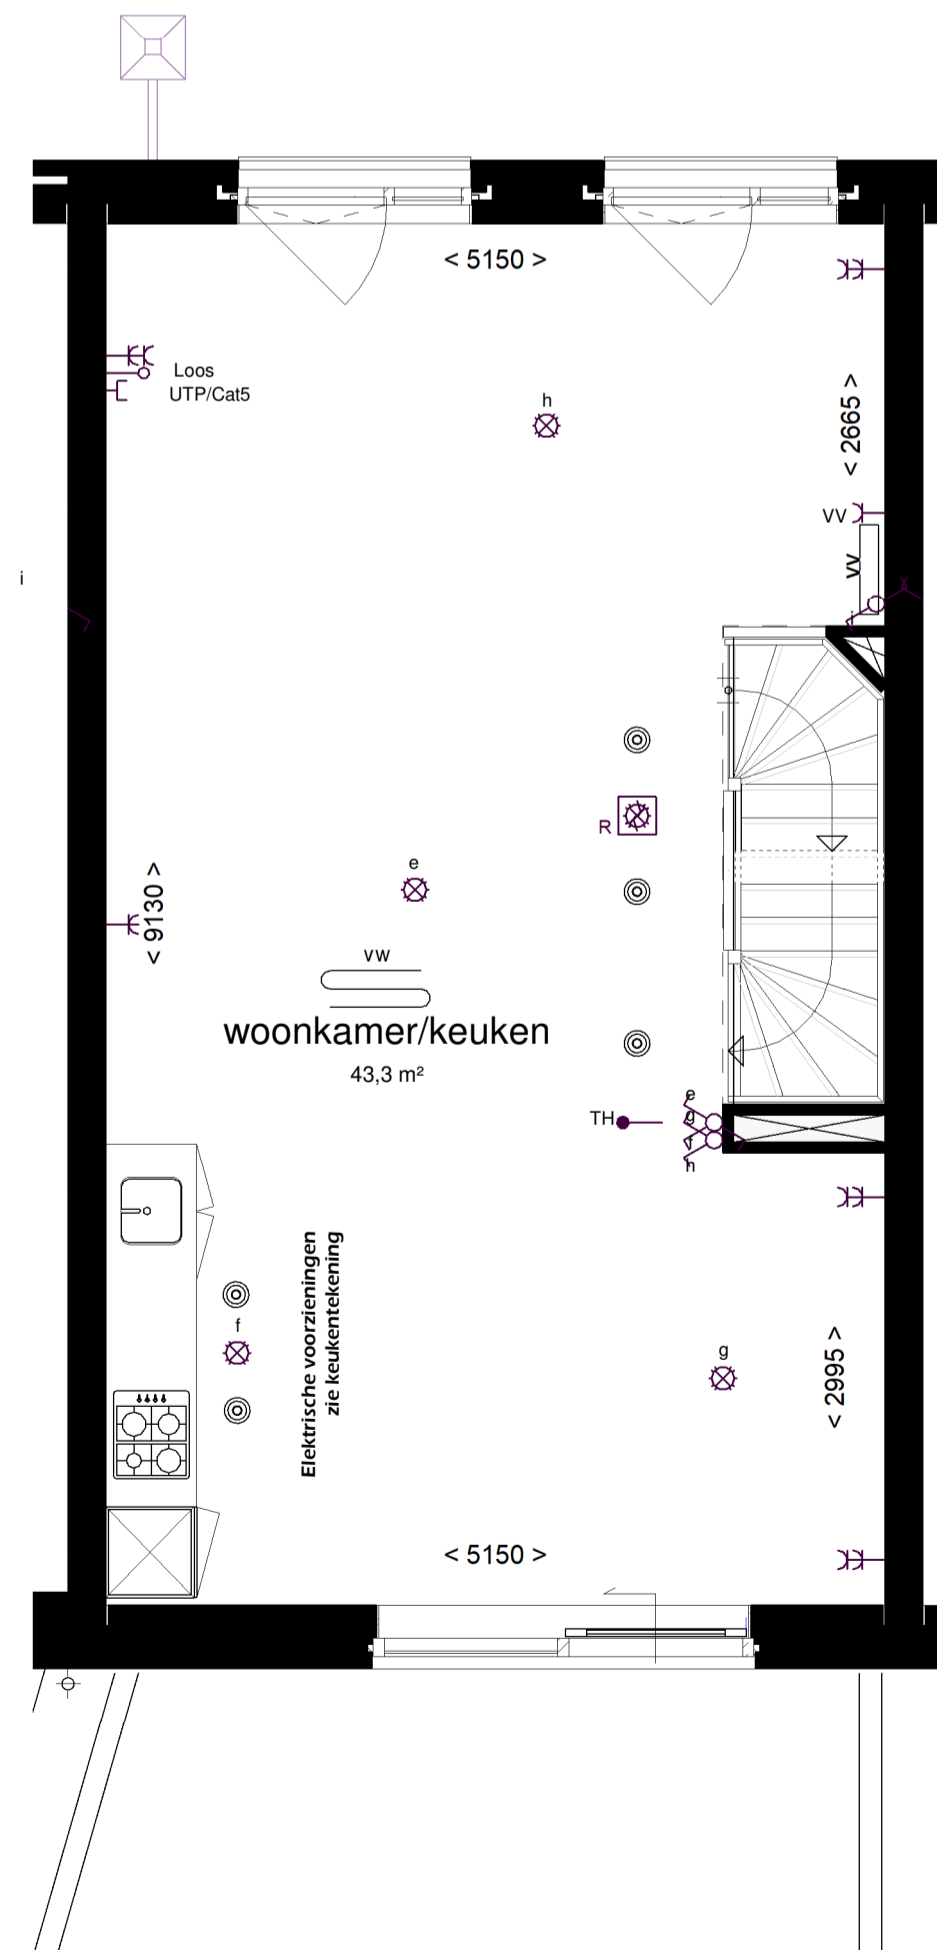 < 5150 >
Loos
UTP/Cat5
h
< 2665 >
VV
VV
i
i
R
e
< 9130 >
vw
woonkamer/keuken
43,3 m²
TH
e
g
f
h
Elektrische voorzieningen
zie keukentekening
f
g
< 2995 >
< 5150 >